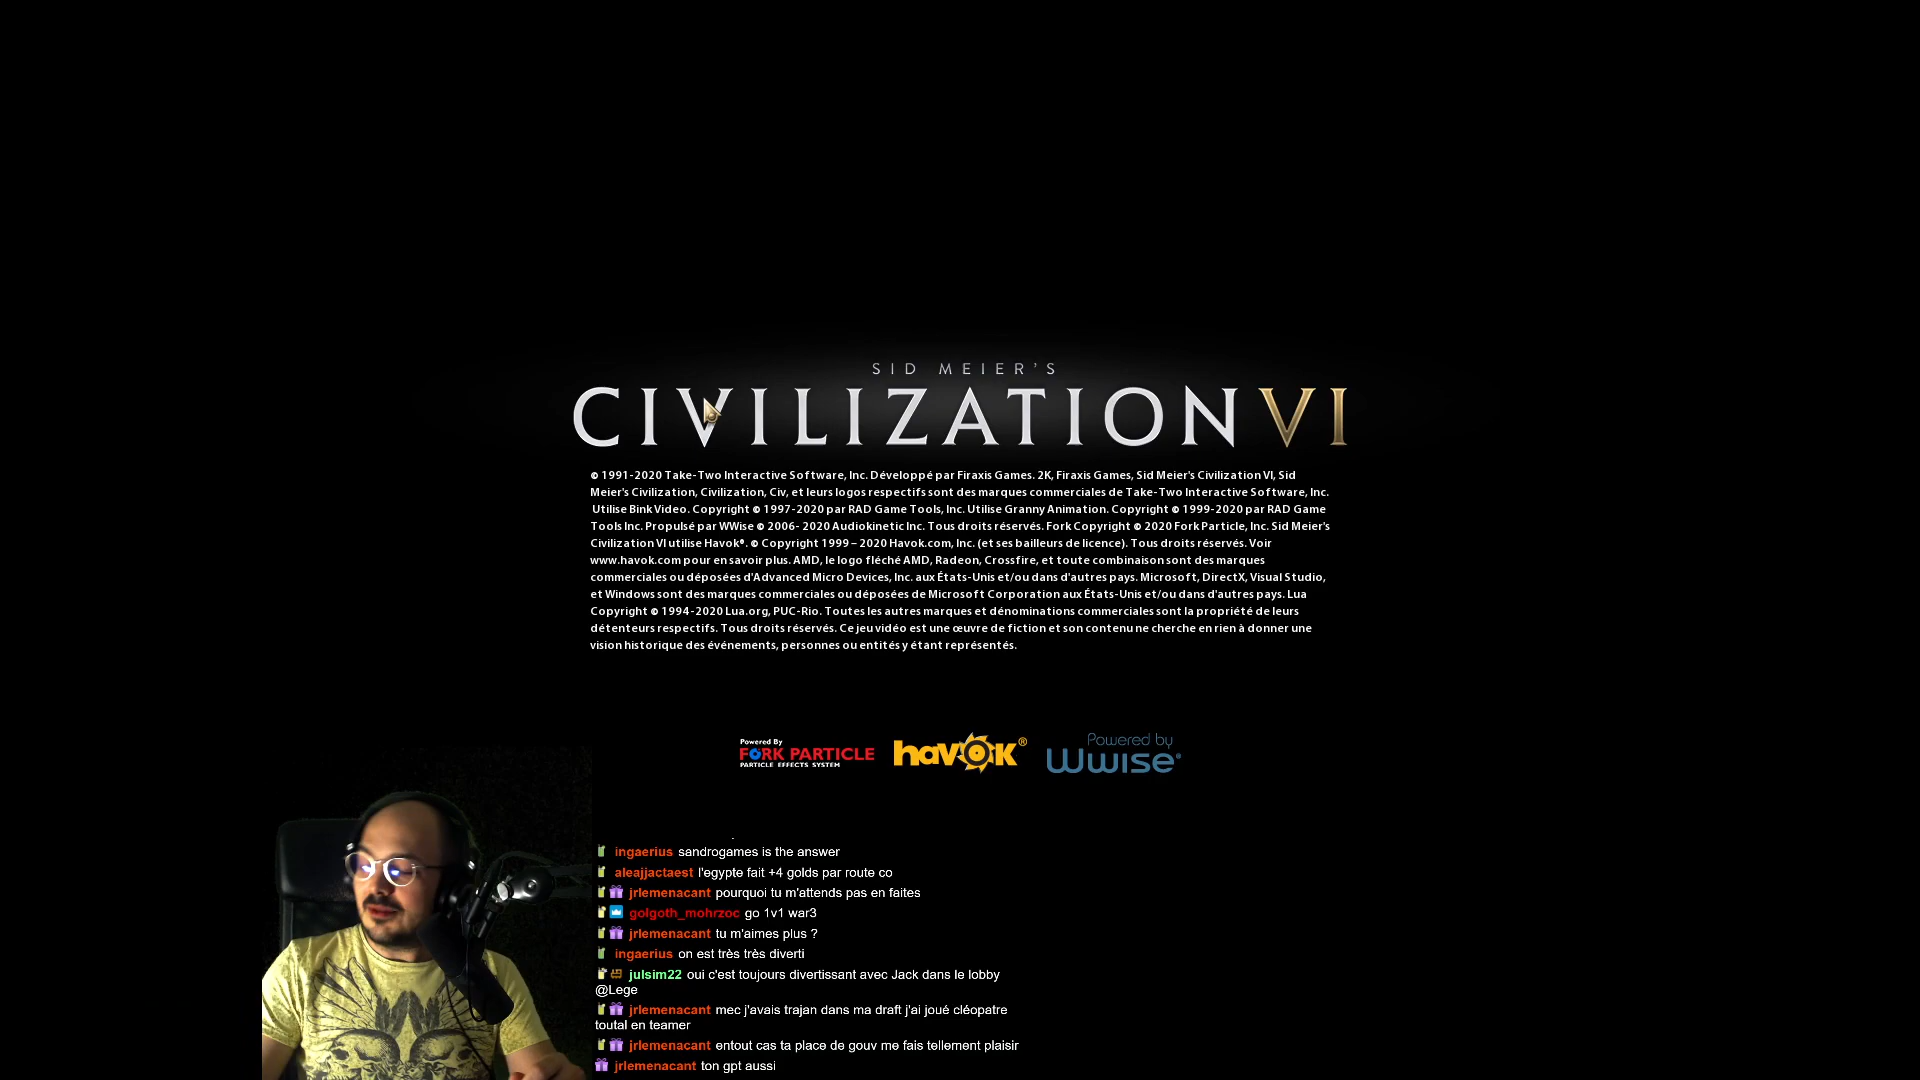 SID MEIER'S
CIVILIZATION VI
© 1991-2020 Take-Two Interactive Software, Inc. Développé par Firaxis Games. 2K, Firaxis Games, Sid Meier's Civilization VI, Sid
Meier's Civilization, Civilization, Civ, et leurs logos respectifs sont des marques commerciales de Take-Two Interactive Software, Inc.
Utilise Bink Video. Copyright © 1997-2020 par RAD Game Tools, Inc. Utilise Granny Animation. Copyright © 1999-2020 par RAD Game
Tools Inc. Propulsé par WWise © 2006- 2020 Audiokinetic Inc. Tous droits réservés. Fork Copyright © 2020 Fork Particle, Inc. Sid Meier's
Civilization VI utilise Havok®. © Copyright 1999 – 2020 Havok.com, Inc. (et ses bailleurs de licence). Tous droits réservés. Voir
www.havok.com pour en savoir plus. AMD, le logo fléché AMD, Radeon, Crossfire, et toute combinaison sont des marques
commerciales ou déposées d'Advanced Micro Devices, Inc. aux États-Unis et/ou dans d'autres pays. Microsoft, DirectX, Visual Studio,
et Windows sont des marques commerciales ou déposées de Microsoft Corporation aux États-Unis et/ou dans d'autres pays. Lua
Copyright © 1994-2020 Lua.org, PUC-Rio. Toutes les autres marques et dénominations commerciales sont la propriété de leurs
détenteurs respectifs. Tous droits réservés. Ce jeu vidéo est une œuvre de fiction et son contenu ne cherche en rien à donner une
vision historique des événements, personnes ou entités y étant représentés.
Powered By
FORK PARTICLE
PARTICLE EFFECTS SYSTEM
havok®
Powered by
Wwise®
ingaerius sandrogames is the answer
aleajjactaest l'egypte fait +4 golds par route co
jrlemenacant pourquoi tu m'attends pas en faites
golgoth_mohrzoc go 1v1 war3
jrlemenacant tu m'aimes plus ?
ingaerius on est très très diverti
julsim22 oui c'est toujours divertissant avec Jack dans le lobby
@Lege
jrlemenacant mec j'avais trajan dans ma draft j'ai joué cléopatre
toutal en teamer
jrlemenacant entout cas ta place de gouv me fais tellement plaisir
jrlemenacant ton gpt aussi